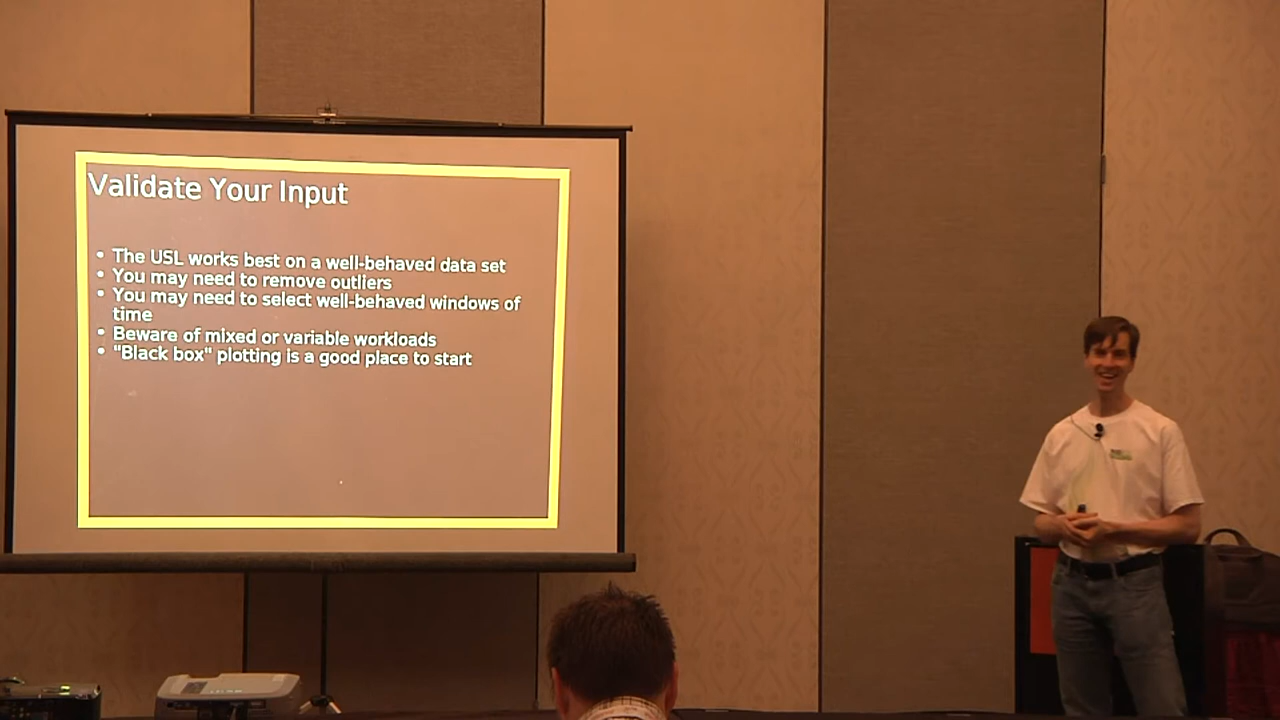 Validate Your Input
• The USL works best on a well-behaved data set
• You may need to remove outliers
• You may need to select well-behaved windows of
time
• Beware of mixed or variable workloads
• "Black box" plotting is a good place to start